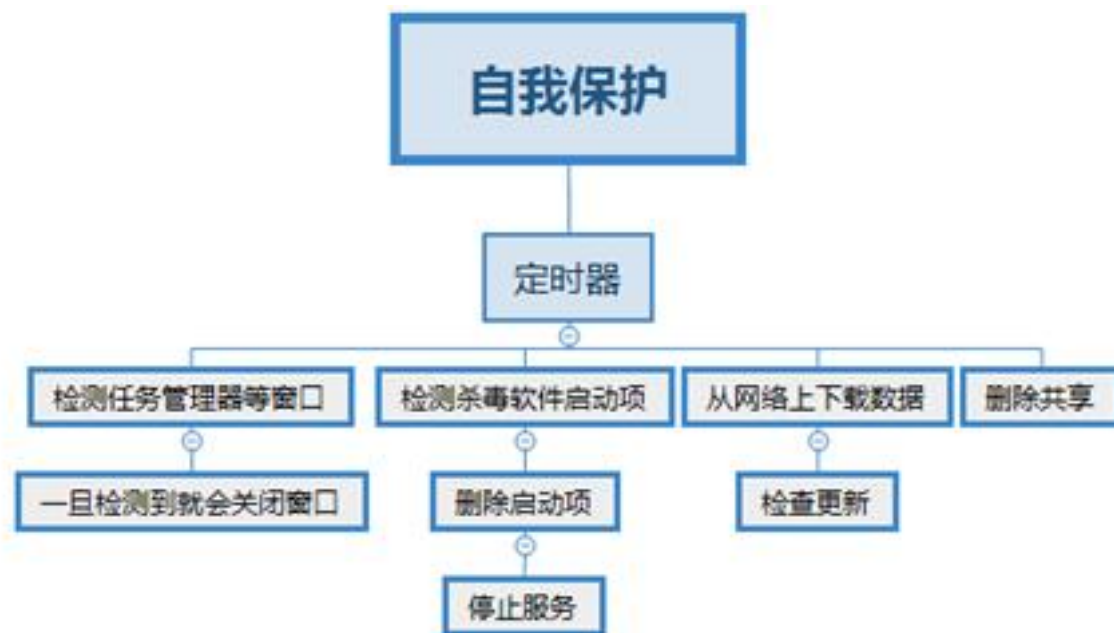 自我保护
定时器
检测任务管理器等窗口
检测杀毒软件启动项
从网络上下载数据
删除共享
一旦检测到就会关闭窗口
删除启动项
检查更新
停止服务